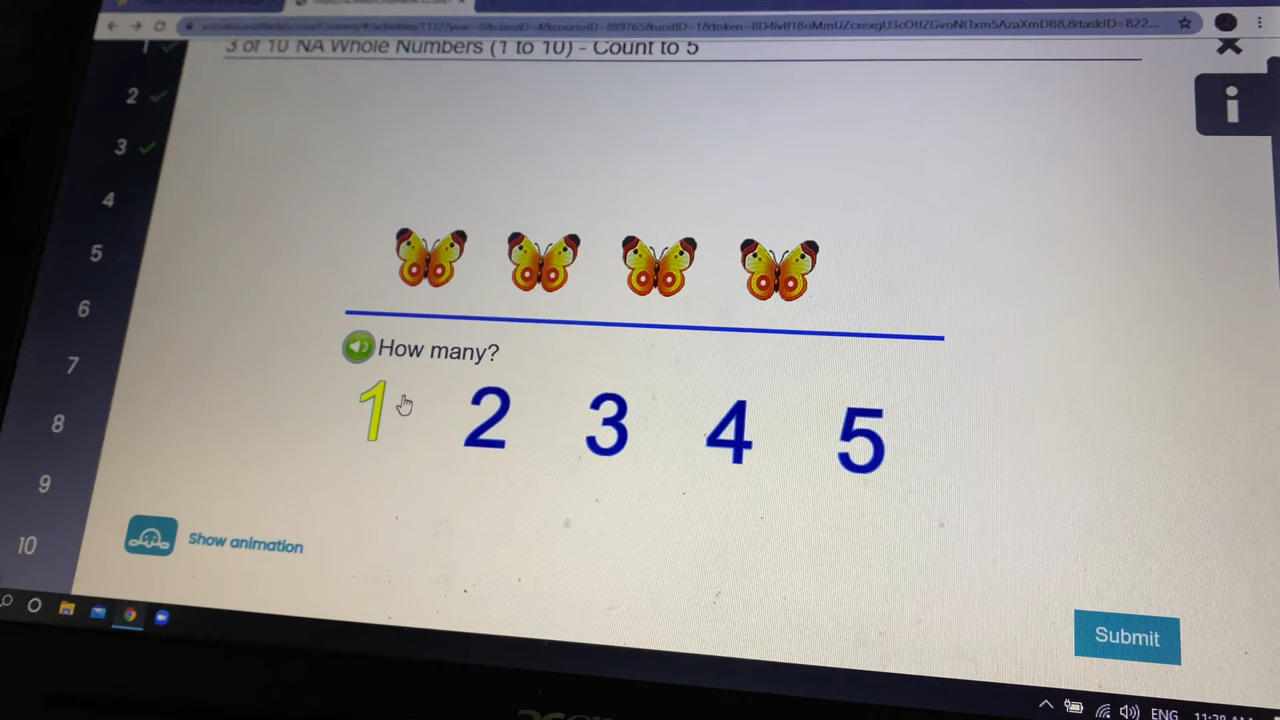 3 of 10 NA Whole Numbers (1 to 10) - Count to 5
1
2
3
4
5
6
7
8
9
10
i
How many?
1 2 3 4 5
Show animation
Submit
ENG